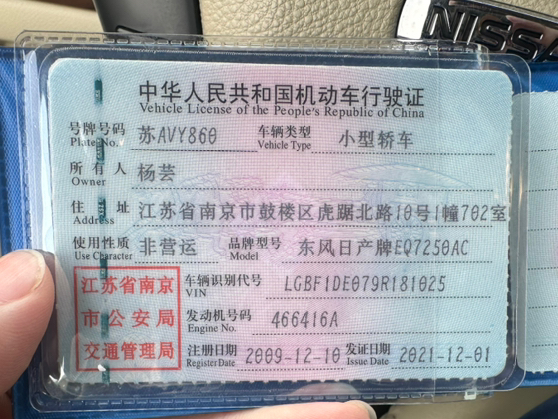 NISSA
中华人民共和国机动车行驶证
Vehicle License of the People's Republic of China
号牌号码 苏AVY860 车辆类型 小型轿车
Plate No. Vehicle Type
所有人 杨芸
Owner
住址 江苏省南京市鼓楼区虎踞北路10号1幢702室
Address
使用性质 非营运 品牌型号 东风日产牌EQ7250AC
Use Character Model
江苏省南京 车辆识别代号 LGBF1DE079R181025
VIN
市公安局 发动机号码 466416A
Engine No.
交通管理局 注册日期 2009-12-10 发证日期 2021-12-01
Register Date Issue Date